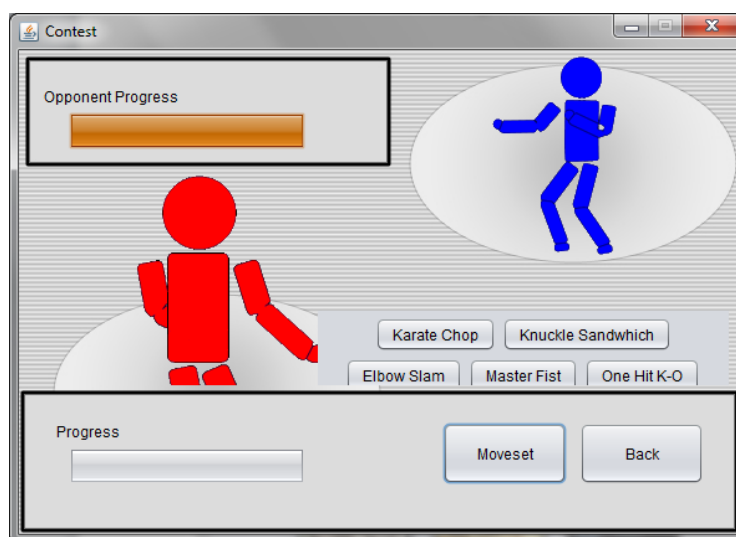 Contest
Opponent Progress
Karate Chop
Knuckle Sandwhich
Elbow Slam
Master Fist
One Hit K-O
Progress
Moveset
Back